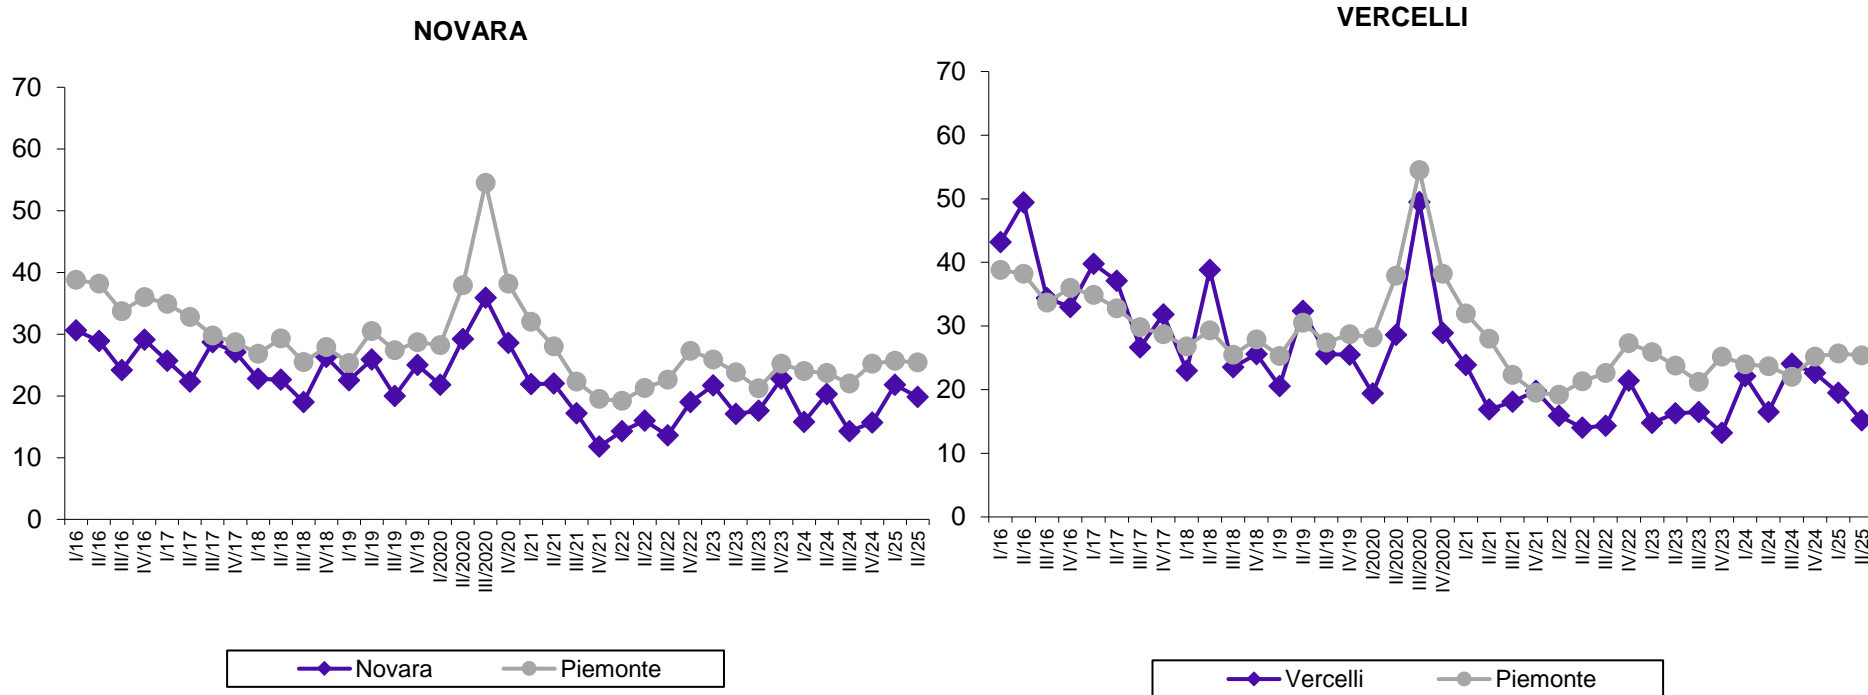 NOVARA
70
60
50
40
30
20
10
0
I/16
II/16
III/16
IV/16
I/17
II/17
III/17
IV/17
I/18
II/18
III/18
IV/18
I/19
II/19
III/19
IV/19
I/2020
II/2020
III/2020
IV/20
I/21
II/21
III/21
IV/21
I/22
II/22
III/22
IV/22
I/23
II/23
III/23
IV/23
I/24
II/24
III/24
IV/24
I/25
II/25
Novara
Piemonte
VERCELLI
70
60
50
40
30
20
10
0
I/16
II/16
III/16
IV/16
I/17
II/17
III/17
IV/17
I/18
II/18
III/18
IV/18
I/19
II/19
III/19
IV/19
I/2020
II/2020
III/2020
IV/2020
I/21
II/21
III/21
IV/21
I/22
II/22
III/22
IV/22
I/23
II/23
III/23
IV/23
I/24
II/24
III/24
IV/24
I/25
II/25
Vercelli
Piemonte